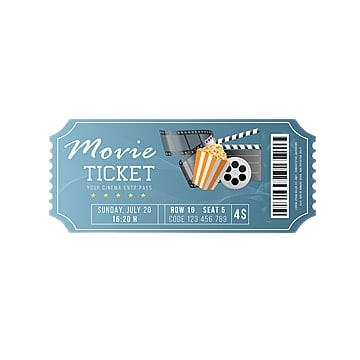 Movie
TICKET
YOUR CINEMA ENTR PASS
SUNDAY, JULY 20
16:20 H
ROW 10 SEAT 5
CODE 123 456 789
4$